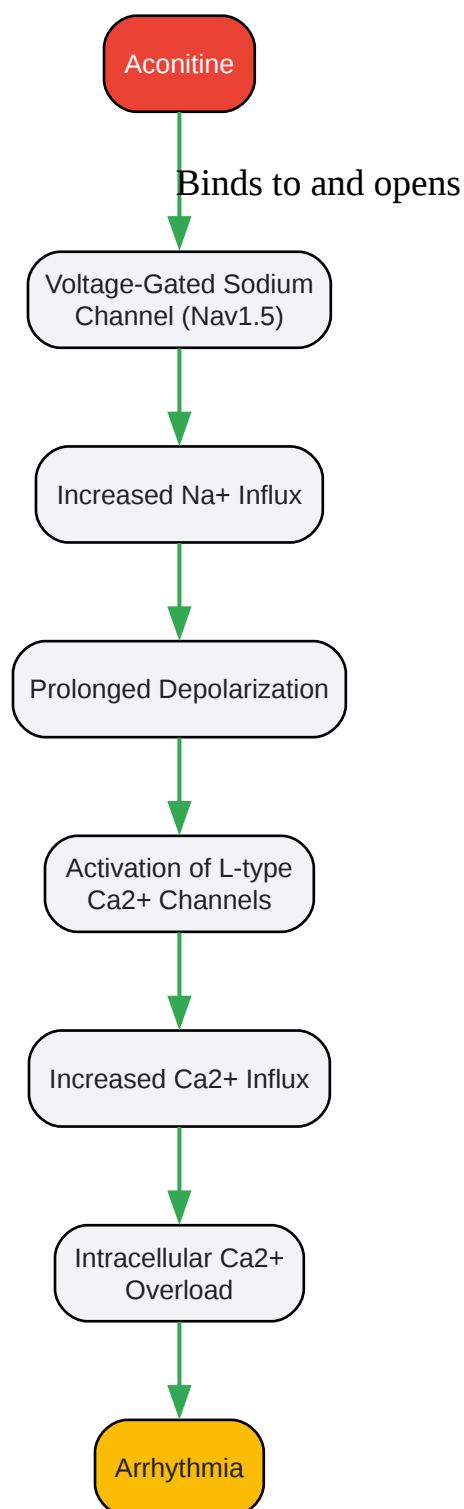 Aconitine
Binds to and opens
Voltage-Gated Sodium
Channel (Nav1.5)
Increased Na+ Influx
Prolonged Depolarization
Activation of L-type
Ca2+ Channels
Increased Ca2+ Influx
Intracellular Ca2+
Overload
Arrhythmia